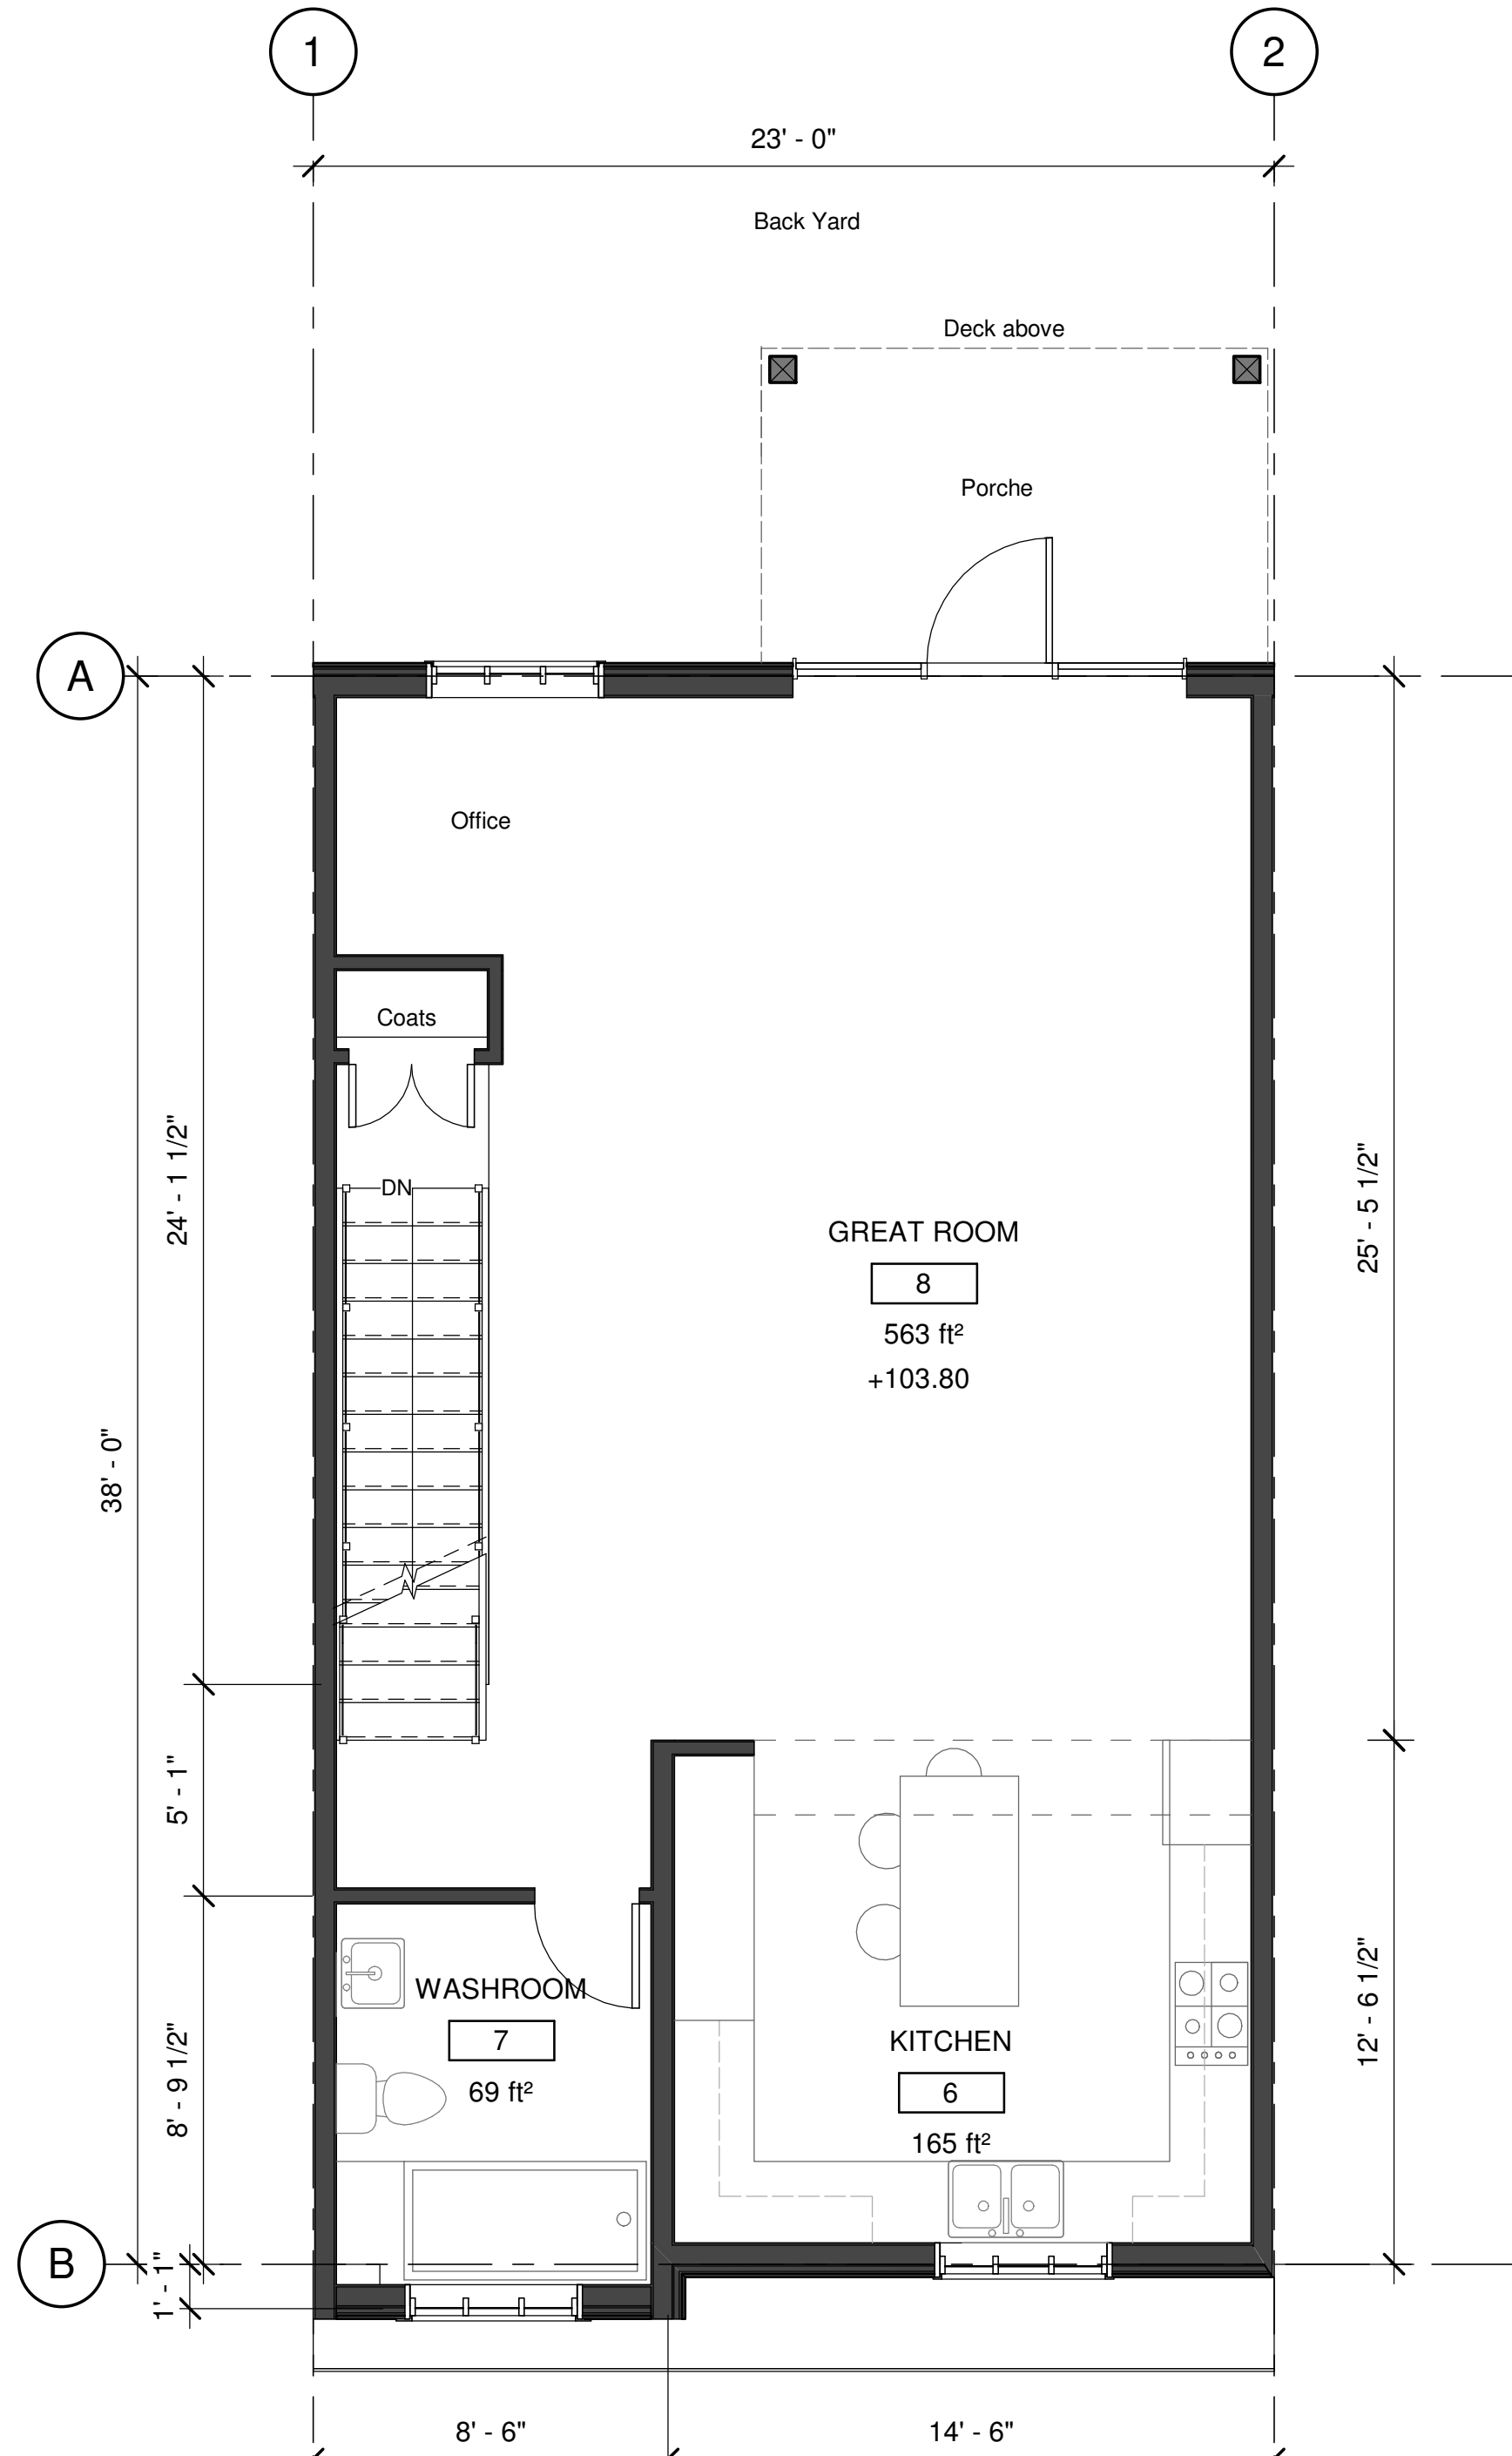 1
2
23' - 0"
Back Yard
Deck above
Porche
A
Office
Coats
24' - 1 1/2"
25' - 5 1/2"
DN
GREAT ROOM
8
563 ft²
+103.80
38' - 0"
5' - 1"
12' - 6 1/2"
WASHROOM
7
69 ft²
8' - 9 1/2"
KITCHEN
6
165 ft²
B
1' - 1"
8' - 6"
14' - 6"